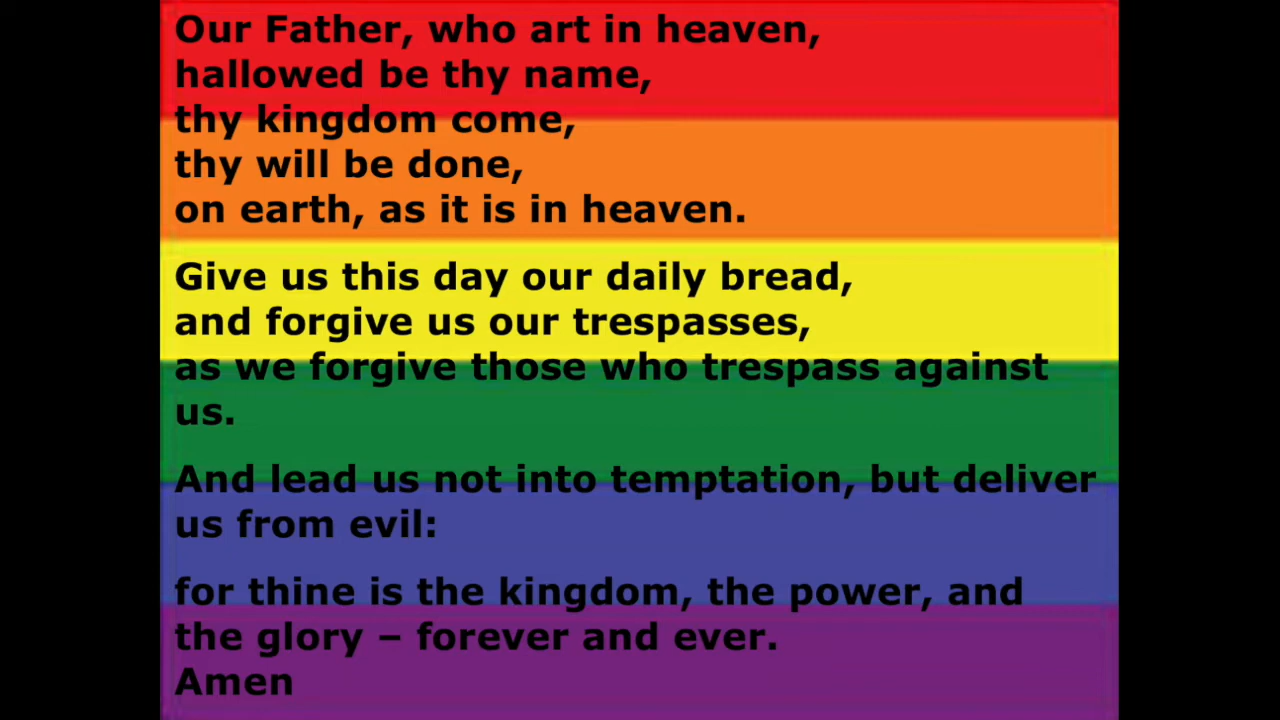 Our Father, who art in heaven,
hallowed be thy name,
thy kingdom come,
thy will be done,
on earth, as it is in heaven.
Give us this day our daily bread,
and forgive us our trespasses,
as we forgive those who trespass against
us.
And lead us not into temptation, but deliver
us from evil:
for thine is the kingdom, the power, and
the glory – forever and ever.
Amen